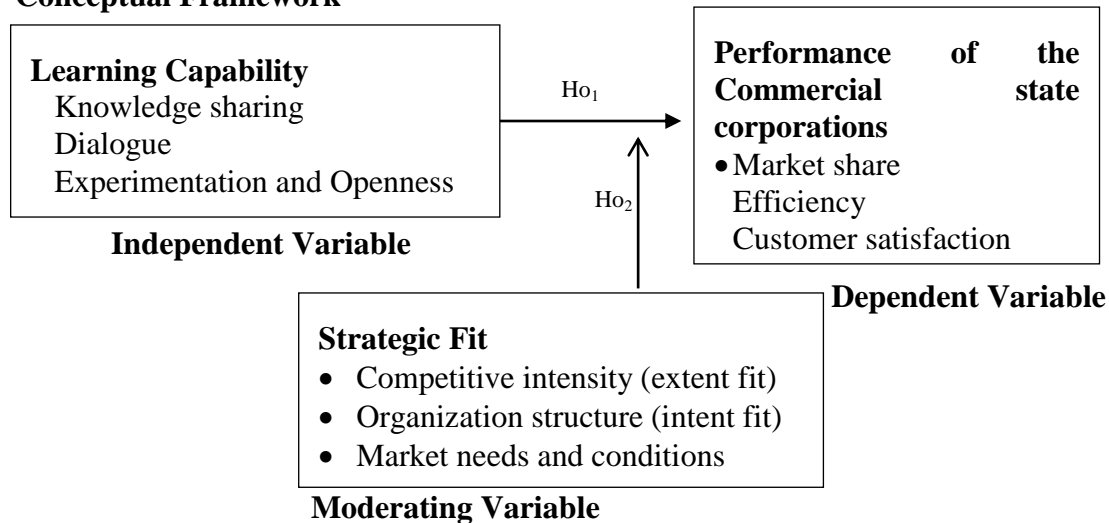 Conceptual Framework
Learning Capability
Knowledge sharing
Dialogue
Experimentation and Openness
Independent Variable
Ho1
Ho2
Performance of the
Commercial state
corporations
• Market share
Efficiency
Customer satisfaction
Dependent Variable
Strategic Fit
• Competitive intensity (extent fit)
• Organization structure (intent fit)
• Market needs and conditions
Moderating Variable